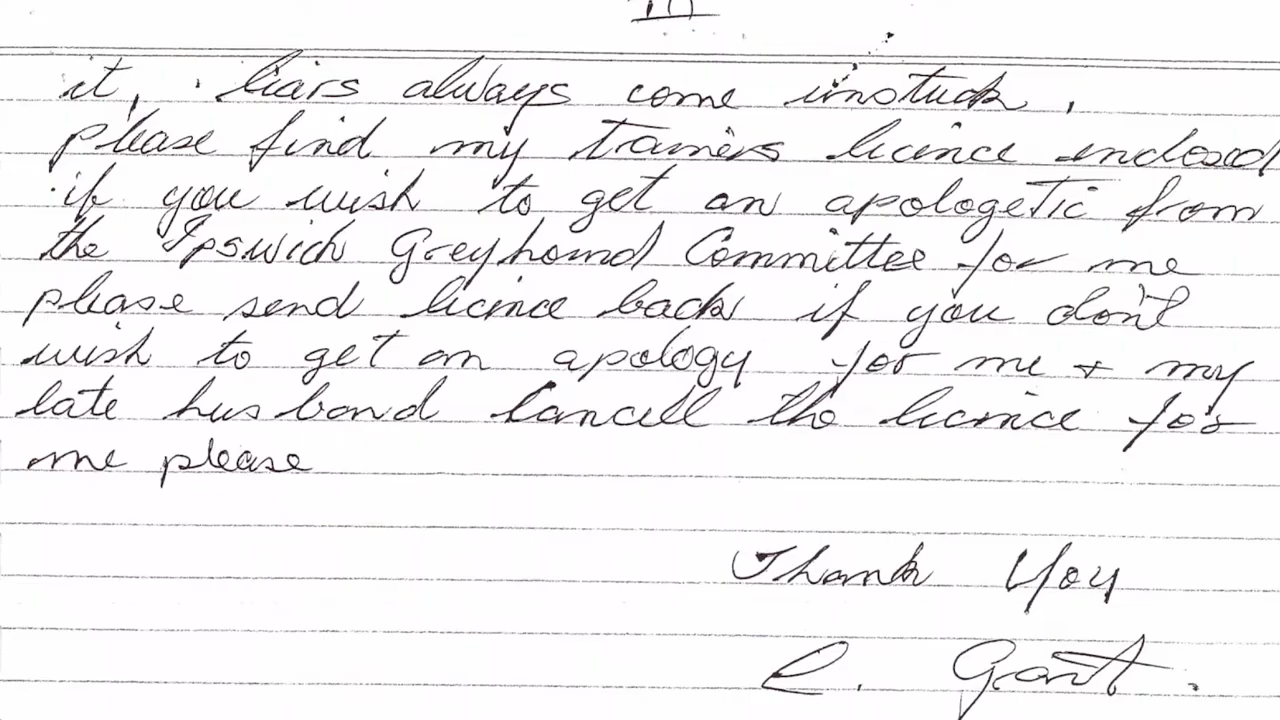 it, liars always come unstuck,
please find my trainers licence enclosed
if you wish to get an apologetic from
the Ipswich Greyhound Committee for me
please send licence back if you don't
wish to get an apology for me + my
late husband Cancell the licence for
me please
Thank You
C. Grant.